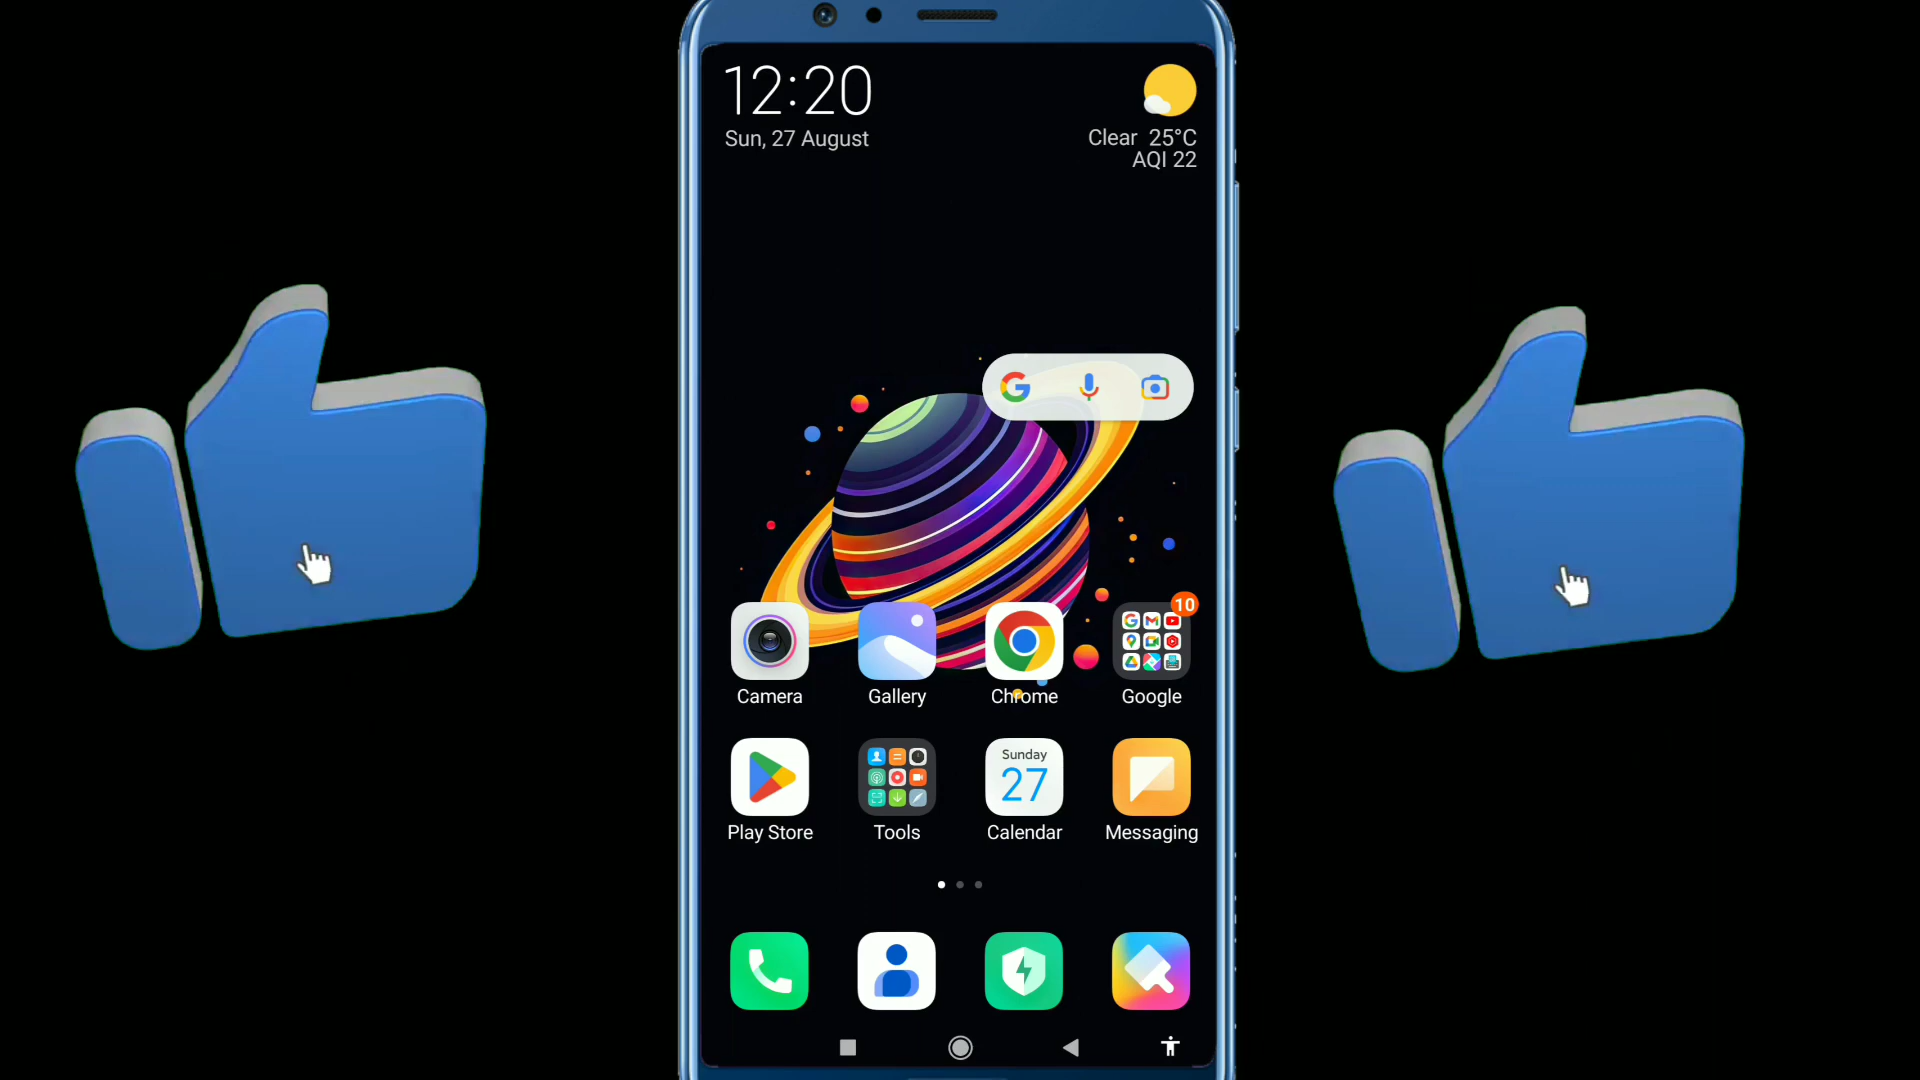 12:20
Sun, 27 August
Clear 25°C
AQI 22
10
Camera
Gallery
Chrome
Google
Sunday
27
Play Store
Tools
Calendar
Messaging